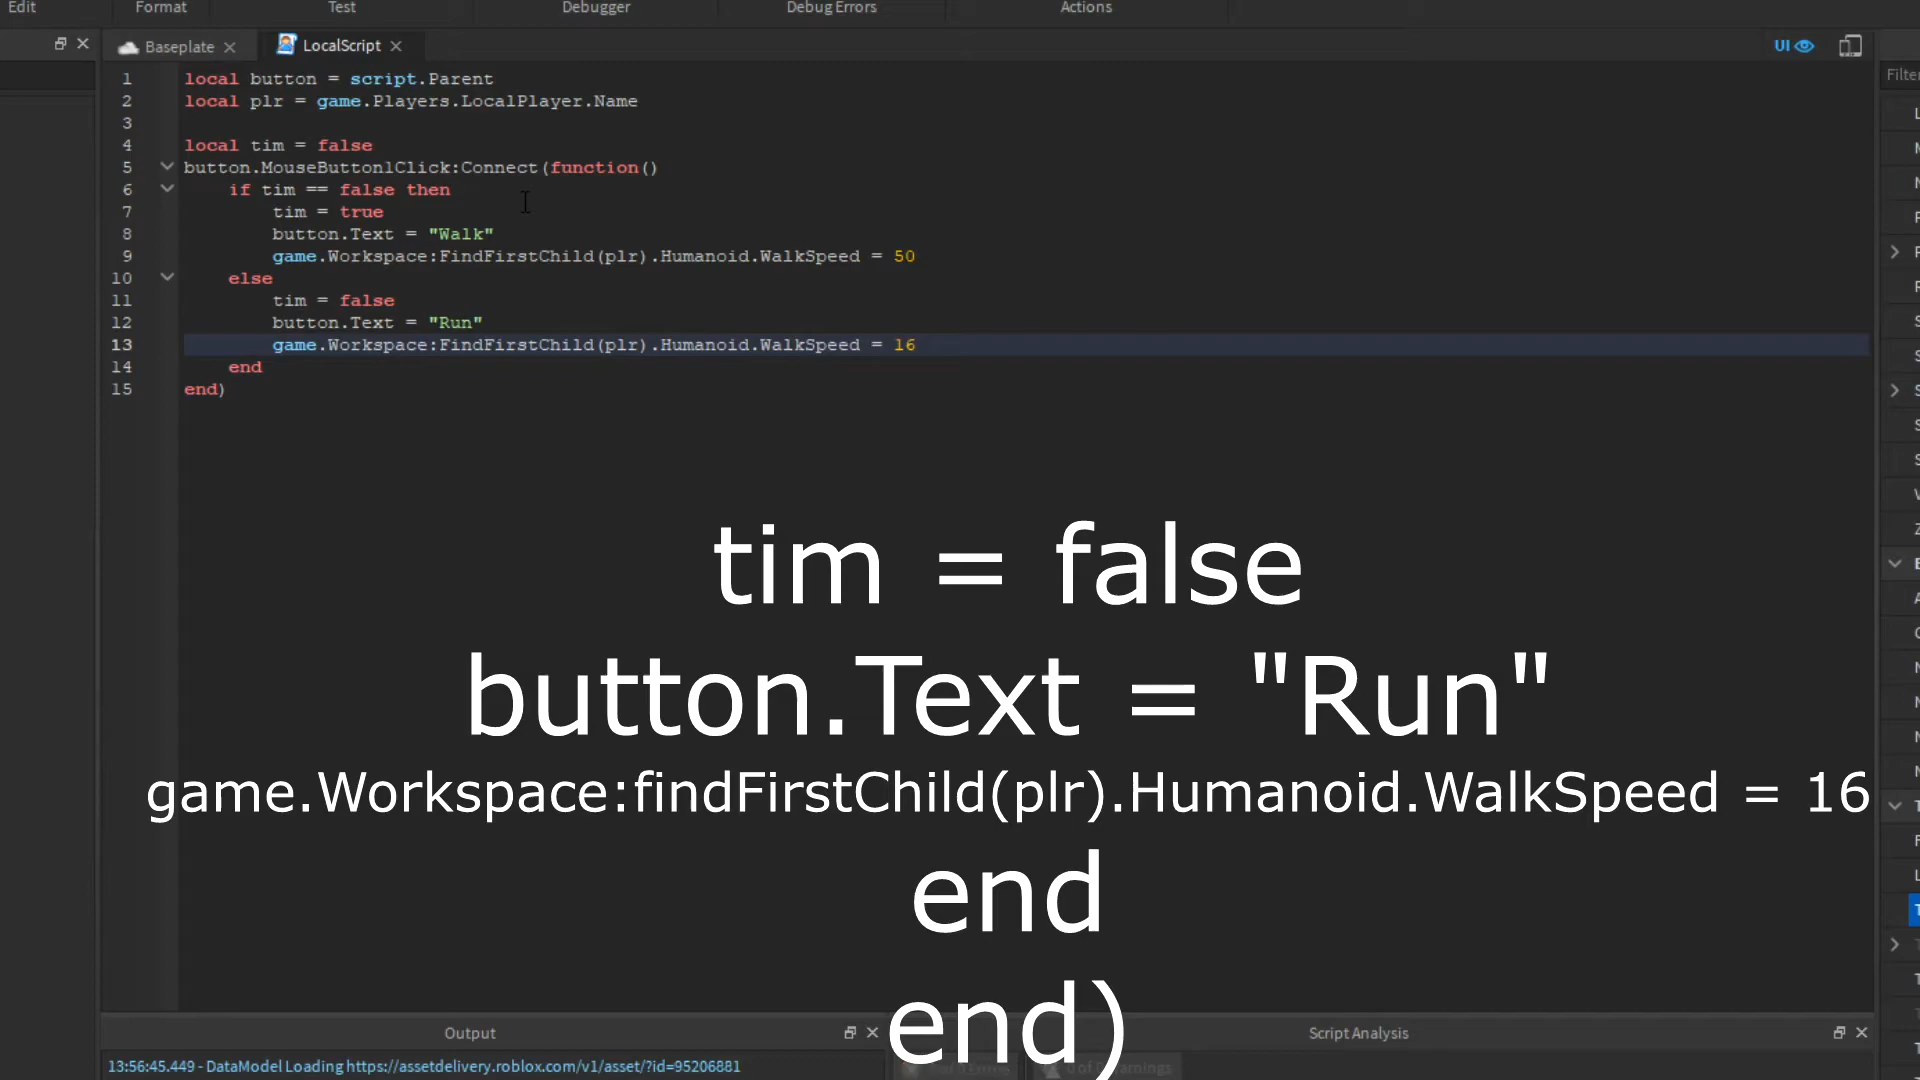 Edit Format Test Debugger Debug Errors Actions
Baseplate LocalScript UI
1 local button = script.Parent
2 local plr = game.Players.LocalPlayer.Name
3
4 local tim = false
5 button.MouseButton1Click:Connect(function()
6 if tim == false then
7 tim = true
8 button.Text = "Walk"
9 game.Workspace:FindFirstChild(plr).Humanoid.WalkSpeed = 50
10 else
11 tim = false
12 button.Text = "Run"
13 game.Workspace:FindFirstChild(plr).Humanoid.WalkSpeed = 16
14 end
15 end)
tim = false
button.Text = "Run"
game.Workspace:findFirstChild(plr).Humanoid.WalkSpeed = 16
end
end)
Output Script Analysis
13:56:45.449 - DataModel Loading https://assetdelivery.roblox.com/v1/asset/?id=95206881